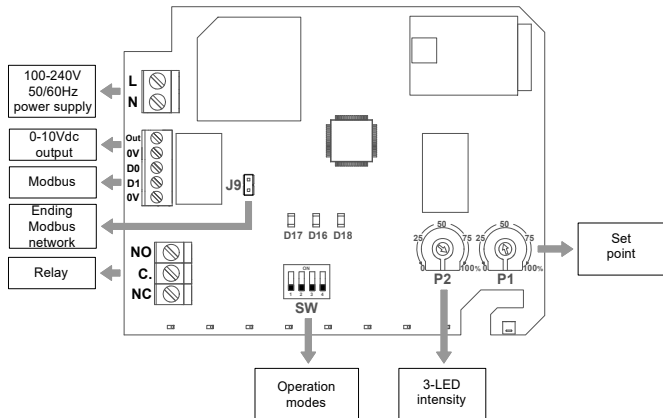 100-240V
50/60Hz
power supply
L
N
0-10Vdc
output
Out
0V
D0
D1
0V
Modbus
J9
Ending
Modbus
network
D17 D16 D18
NO
C.
NC
Relay
ON
1 2 3 4
SW
0 25 50 75 100%
P2
0 25 50 75 100%
P1
Set
point
Operation
modes
3-LED
intensity